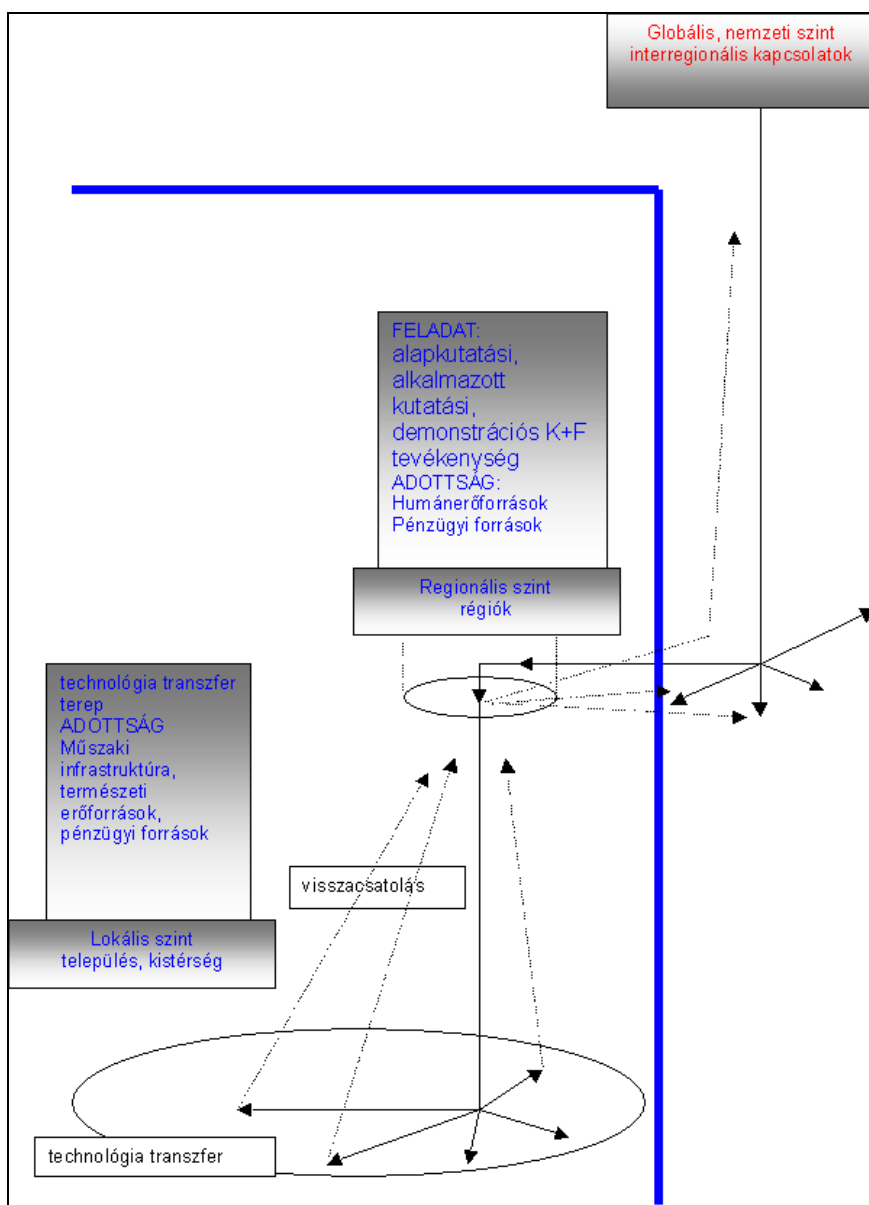 Globális, nemzeti szint
interregionális kapcsolatok
FELADAT:
alapkutatási,
alkalmazott
kutatási,
demonstrációs K+F
tevékenység
ADOTTSÁG:
Humánerőforrások
Pénzügyi források
Regionális szint
régiók
technológia transzfer
terep
ADOTTSÁG
Műszaki
infrastruktúra,
természeti
erőforrások,
pénzügyi források
visszacsatolás
Lokális szint
település, kistérség
technológia transzfer